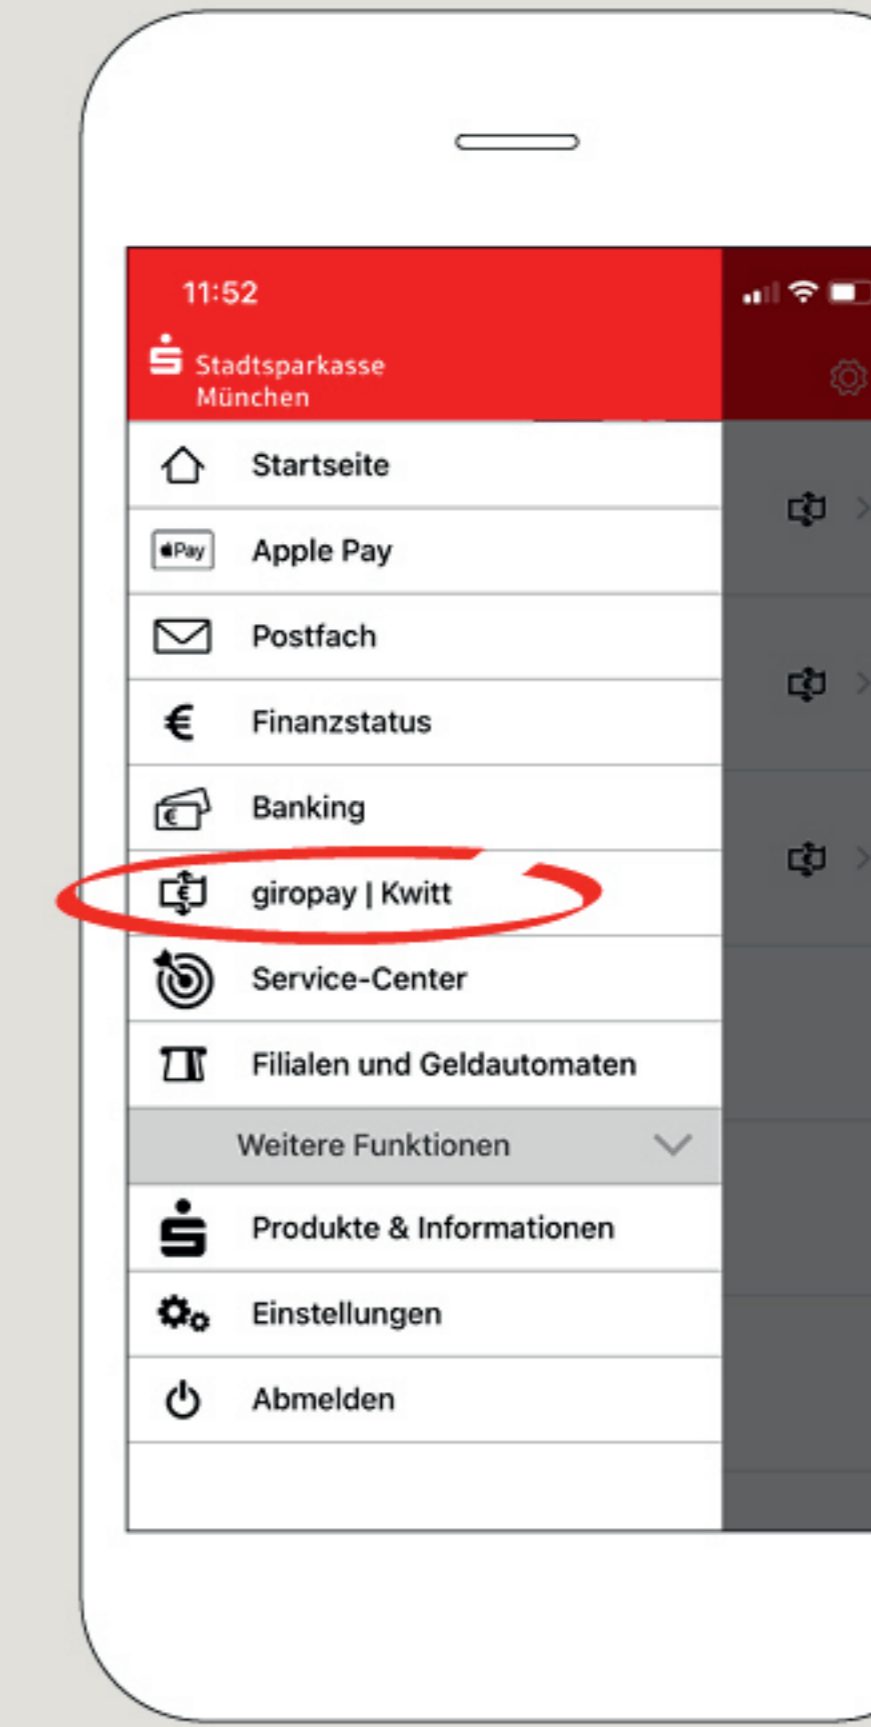 11:52
Stadtsparkasse
München
Startseite
Pay Apple Pay
Postfach
€ Finanzstatus
€ Banking
€ giropay | Kwitt
Service-Center
Filialen und Geldautomaten
Weitere Funktionen
Produkte & Informationen
Einstellungen
Abmelden